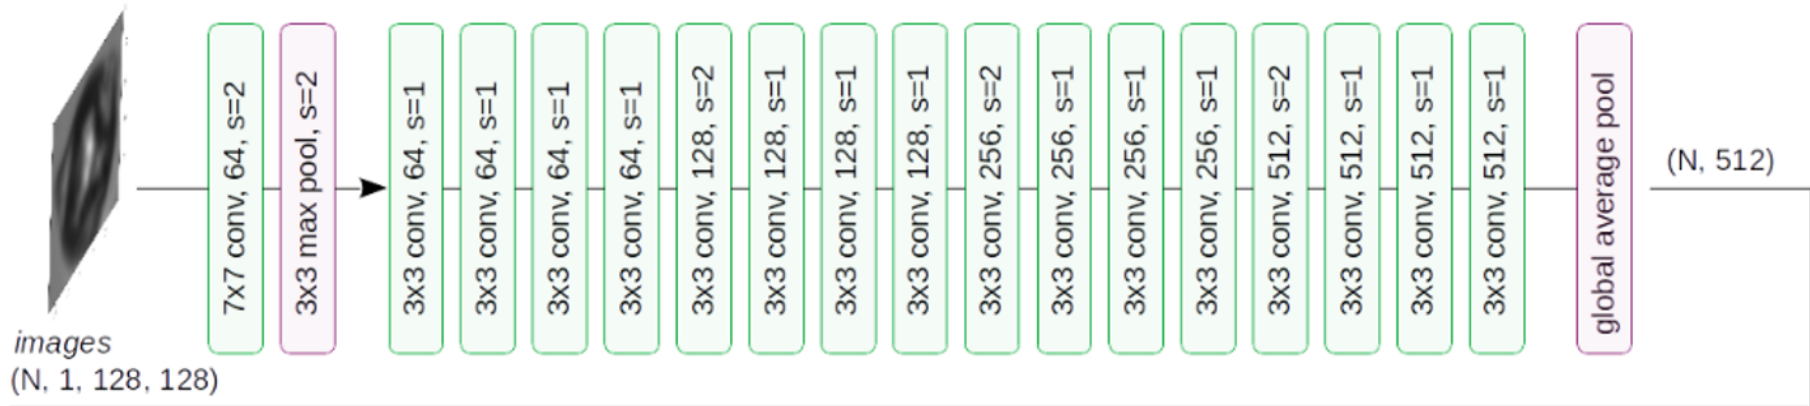 images
(N, 1, 128, 128)
7x7 conv, 64, s=2
3x3 max pool, s=2
3x3 conv, 64, s=1
3x3 conv, 64, s=1
3x3 conv, 64, s=1
3x3 conv, 64, s=1
3x3 conv, 128, s=2
3x3 conv, 128, s=1
3x3 conv, 128, s=1
3x3 conv, 128, s=1
3x3 conv, 256, s=2
3x3 conv, 256, s=1
3x3 conv, 256, s=1
3x3 conv, 256, s=1
3x3 conv, 512, s=2
3x3 conv, 512, s=1
3x3 conv, 512, s=1
3x3 conv, 512, s=1
global average pool
(N, 512)